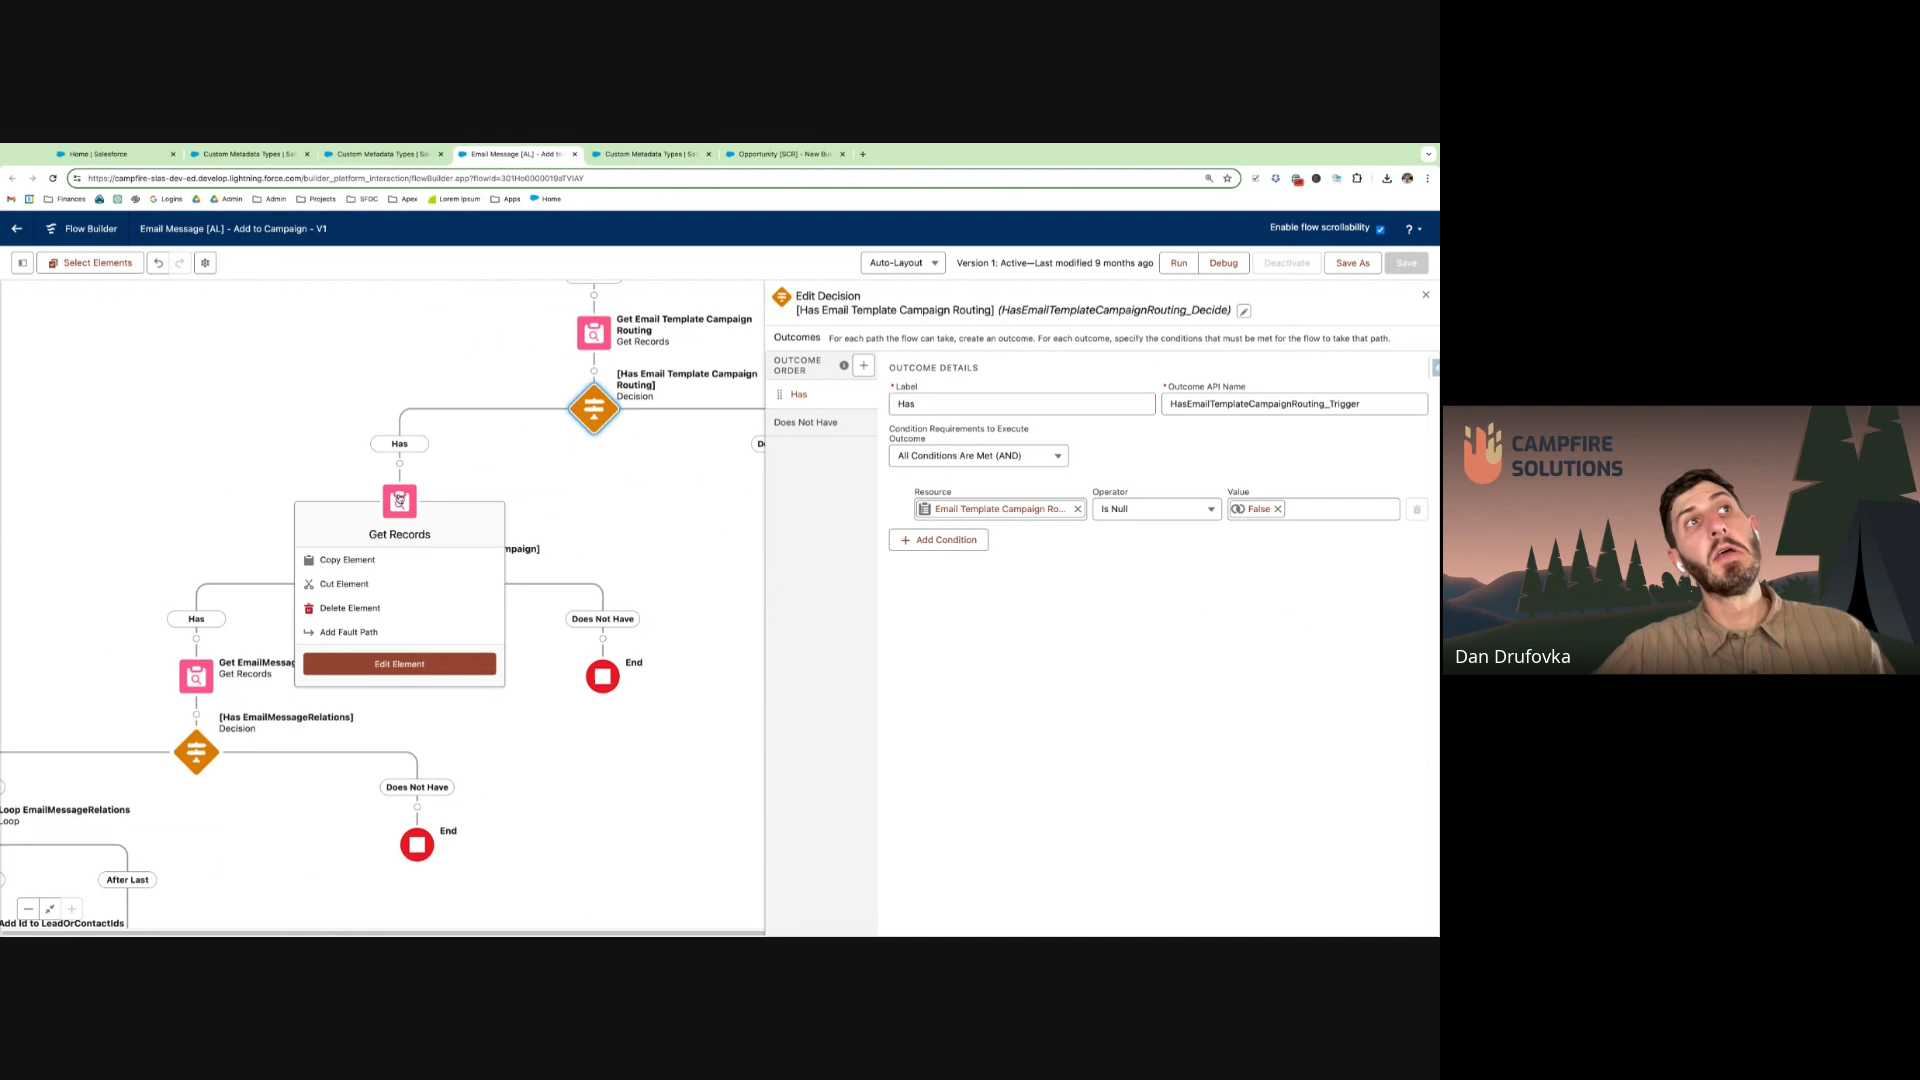 Home | Salesforce
Custom Metadata Types | Sa
Custom Metadata Types | Sa
Email Message [AL] - Add to
Custom Metadata Types | Sa
Opportunity [SCR] - New Bu
https://campfire-slas-dev-ed.develop.lightning.force.com/builder_platform_interaction/flowBuilder.app?flowId=301Ho0000019aTVIAY
Finances
Logins
Admin
Admin
Projects
SFDC
Apex
Lorem Ipsum
Apps
Home
Flow Builder
Email Message [AL] - Add to Campaign - V1
Enable flow scrollability
?
Select Elements
Auto-Layout
Version 1: Active—Last modified 9 months ago
Run
Debug
Deactivate
Save As
Save
Get Email Template Campaign
Routing
Get Records
[Has Email Template Campaign
Routing]
Decision
Has
Get Records
Copy Element
Cut Element
Delete Element
Add Fault Path
Edit Element
mpaign]
Has
Does Not Have
End
Get EmailMessag
Get Records
[Has EmailMessageRelations]
Decision
Does Not Have
End
Loop EmailMessageRelations
Loop
After Last
Add Id to LeadOrContactIds
Edit Decision
[Has Email Template Campaign Routing] (HasEmailTemplateCampaignRouting_Decide)
Outcomes
For each path the flow can take, create an outcome. For each outcome, specify the conditions that must be met for the flow to take that path.
OUTCOME
ORDER
Has
Does Not Have
OUTCOME DETAILS
* Label
Has
* Outcome API Name
HasEmailTemplateCampaignRouting_Trigger
Condition Requirements to Execute
Outcome
All Conditions Are Met (AND)
Resource
Email Template Campaign Ro...
Operator
Is Null
Value
False
+ Add Condition
CAMPFIRE
SOLUTIONS
Dan Drufovka